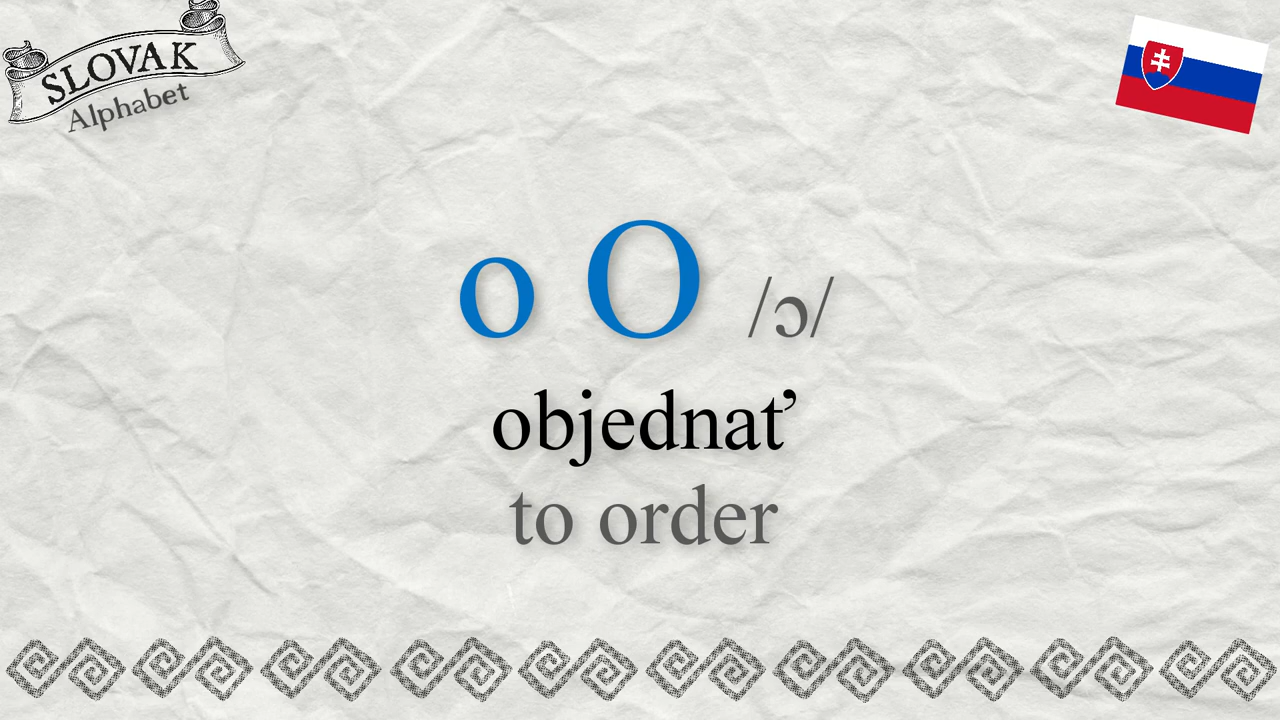 SLOVAK
Alphabet
o O /ɔ/
objednať
to order